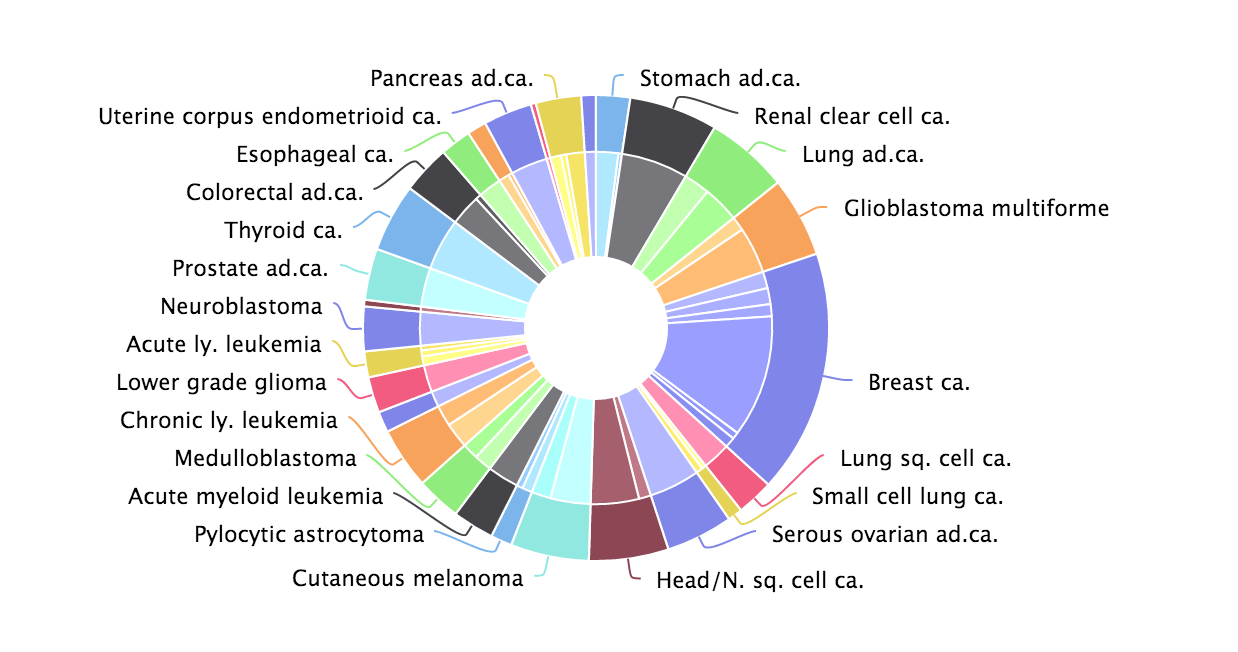 Pancreas ad.ca.
Stomach ad.ca.
Uterine corpus endometrioid ca.
Renal clear cell ca.
Esophageal ca.
Lung ad.ca.
Colorectal ad.ca.
Glioblastoma multiforme
Thyroid ca.
Prostate ad.ca.
Neuroblastoma
Acute ly. leukemia
Lower grade glioma
Breast ca.
Chronic ly. leukemia
Medulloblastoma
Lung sq. cell ca.
Acute myeloid leukemia
Small cell lung ca.
Pylocytic astrocytoma
Serous ovarian ad.ca.
Cutaneous melanoma
Head/N. sq. cell ca.